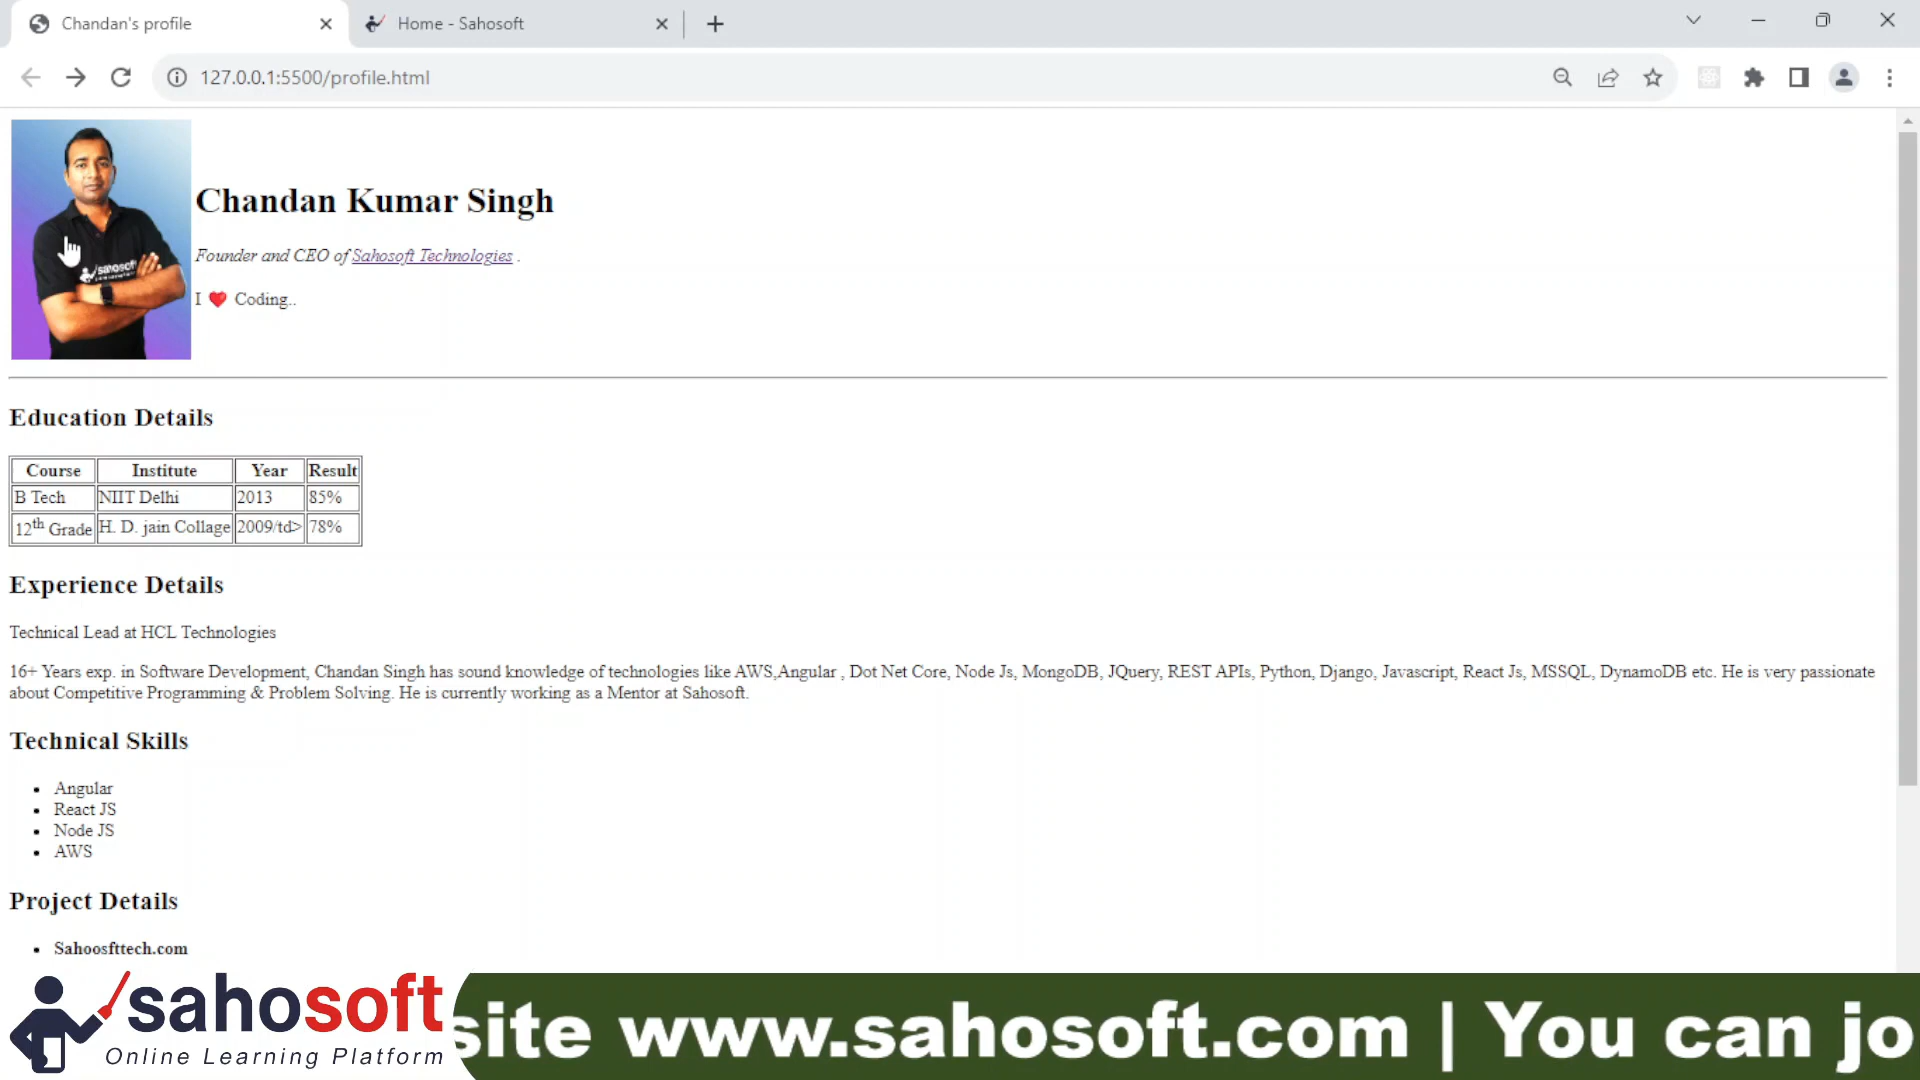 Chandan's profile
Home - Sahosoft
127.0.0.1:5500/profile.html
sahosoft
Chandan Kumar Singh
Founder and CEO of Sahosoft Technologies .
I ❤️ Coding..
Education Details
Course Institute Year Result
B Tech NIIT Delhi 2013 85%
12th Grade H. D. jain Collage 2009/td> 78%
Experience Details
Technical Lead at HCL Technologies
16+ Years exp. in Software Development, Chandan Singh has sound knowledge of technologies like AWS,Angular , Dot Net Core, Node Js, MongoDB, JQuery, REST APIs, Python, Django, Javascript, React Js, MSSQL, DynamoDB etc. He is very passionate
about Competitive Programming & Problem Solving. He is currently working as a Mentor at Sahosoft.
Technical Skills
Angular
React JS
Node JS
AWS
Project Details
Sahoosfttech.com
sahosoft
Online Learning Platform
site www.sahosoft.com | You can jo